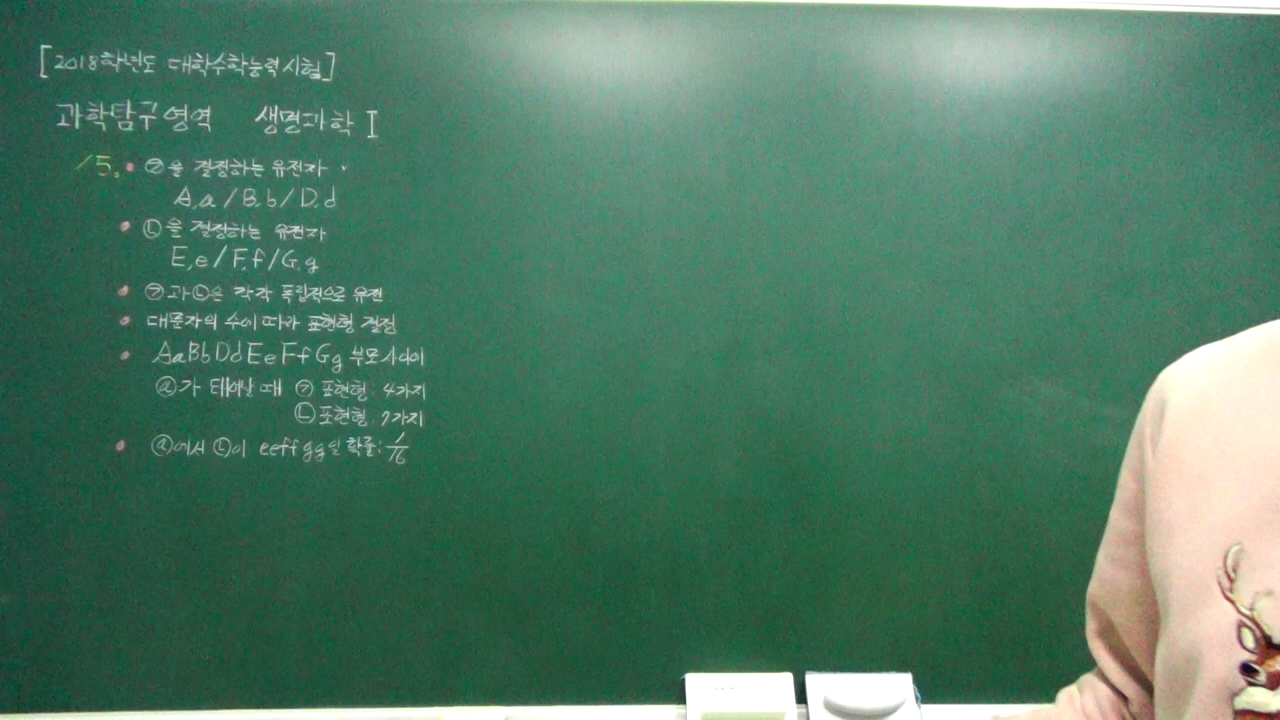 [2018학년도 대학수학능력시험]
과학탐구영역 생명과학 I
15. • ㉠을 결정하는 유전자
A,a / B,b / D,d
• ㉡을 결정하는 유전자
E,e / F,f / G,g
• ㉠과 ㉡은 각각 독립적으로 유전
• 대문자의 수에 따라 표현형 결정
• AaBbDdEeFfGg 부모 사이
ⓐ가 태어날 때 ㉠ 표현형: 4가지
㉡ 표현형: 7가지
• ⓐ에서 ㉡이 eeffgg일 확률: 1/16